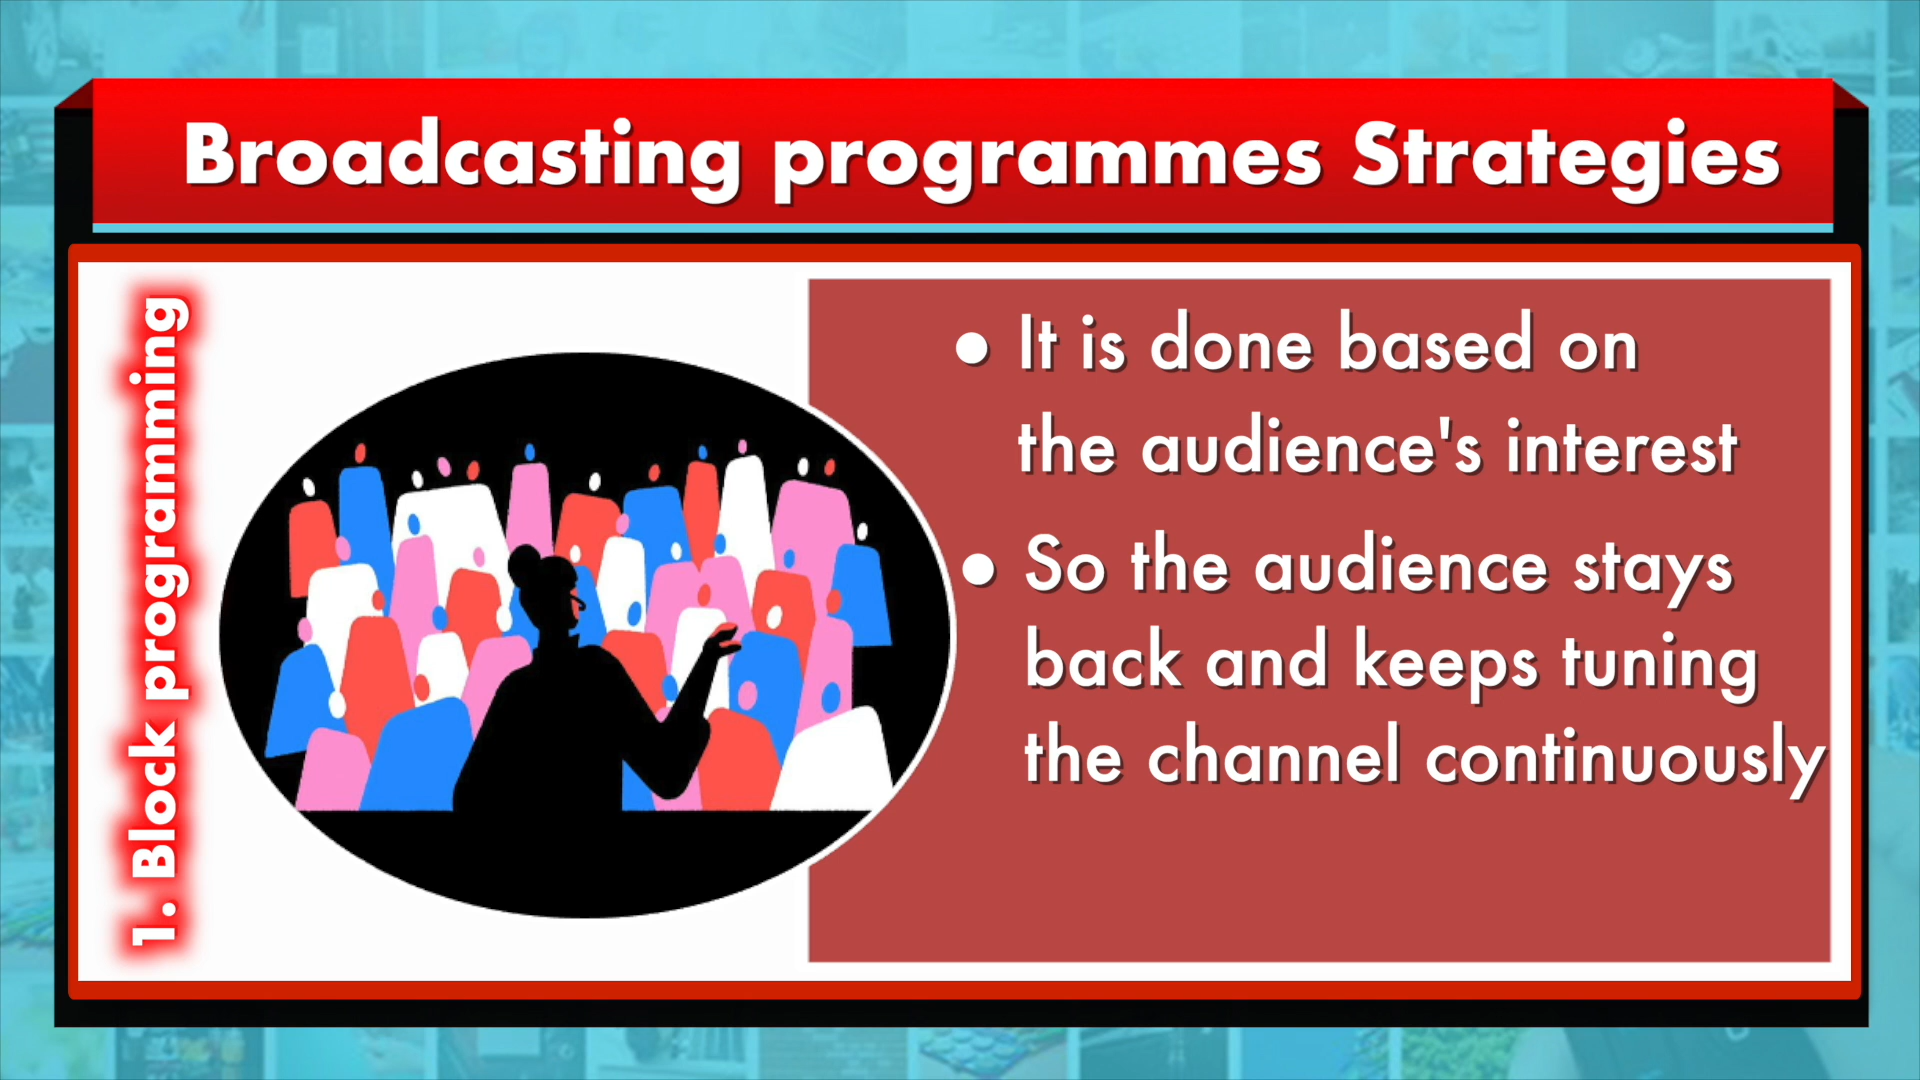 Broadcasting programmes Strategies
1. Block programming
• It is done based on
the audience's interest
• So the audience stays
back and keeps tuning
the channel continuously